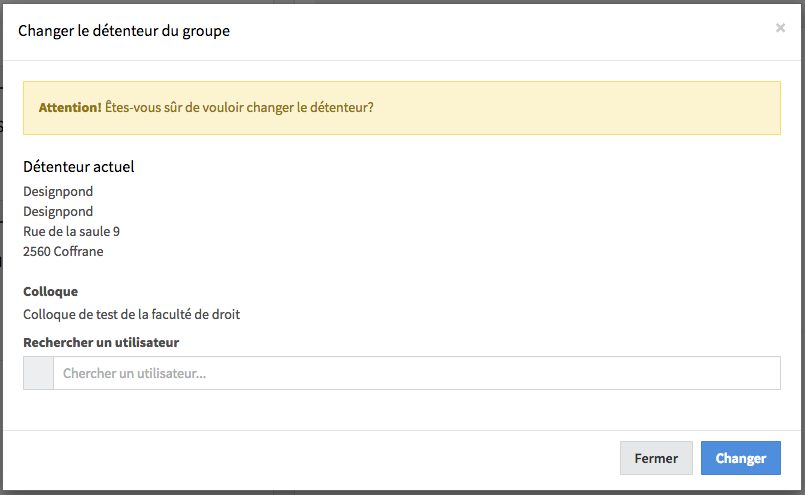 Changer le détenteur du groupe
×
Attention! Êtes-vous sûr de vouloir changer le détenteur?
Détenteur actuel
Designpond
Designpond
Rue de la saule 9
2560 Coffrane
Colloque
Colloque de test de la faculté de droit
Rechercher un utilisateur
Chercher un utilisateur...
Fermer
Changer